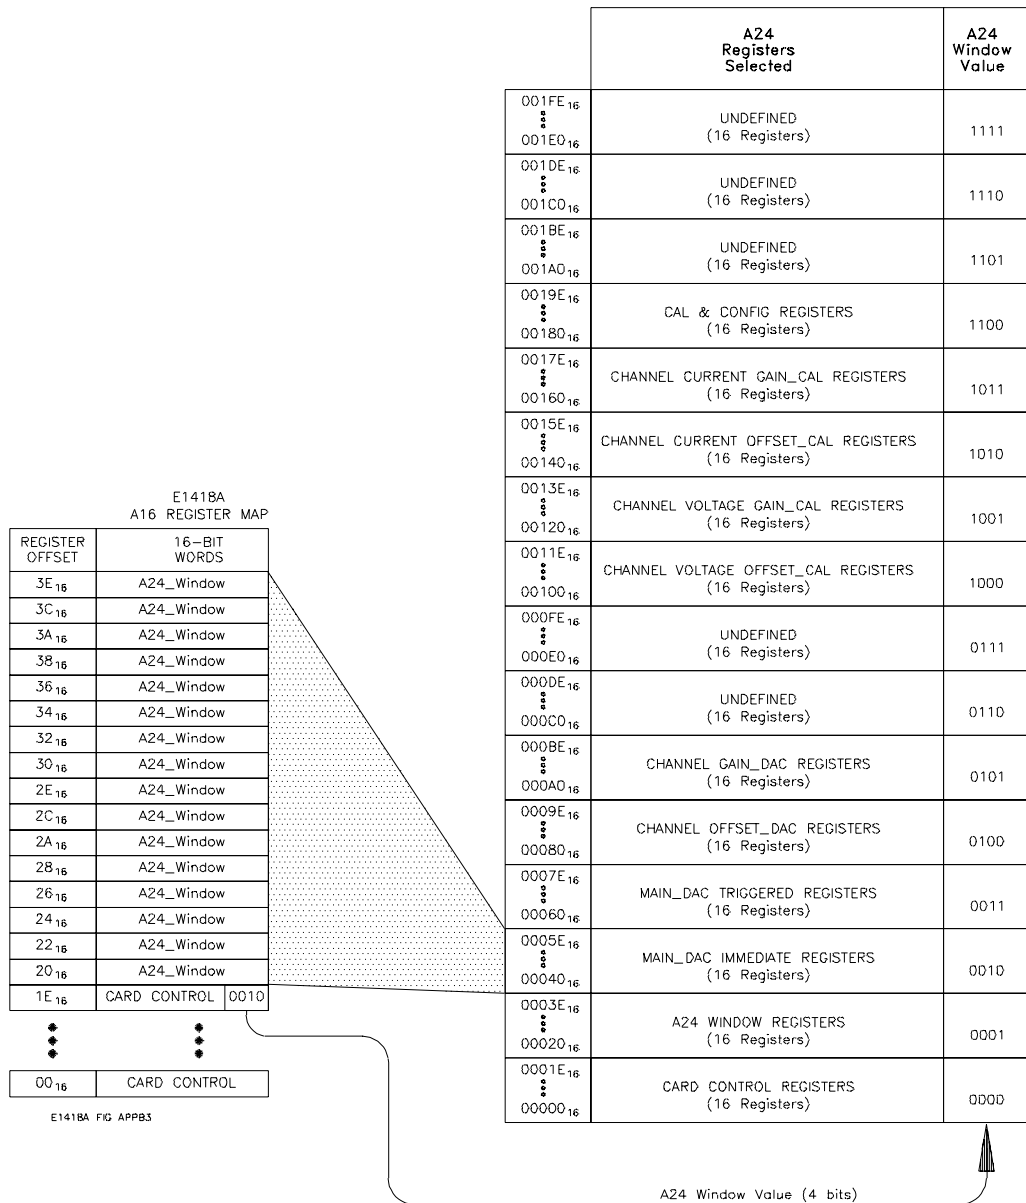 A24
Registers
Selected
A24
Window
Value
001FE16
001E016
UNDEFINED
(16 Registers)
1111
001DE16
001C016
UNDEFINED
(16 Registers)
1110
001BE16
001A016
UNDEFINED
(16 Registers)
1101
0019E16
0018016
CAL & CONFIG REGISTERS
(16 Registers)
1100
0017E16
0016016
CHANNEL CURRENT GAIN_CAL REGISTERS
(16 Registers)
1011
0015E16
0014016
CHANNEL CURRENT OFFSET_CAL REGISTERS
(16 Registers)
1010
0013E16
0012016
CHANNEL VOLTAGE GAIN_CAL REGISTERS
(16 Registers)
1001
0011E16
0010016
CHANNEL VOLTAGE OFFSET_CAL REGISTERS
(16 Registers)
1000
000FE16
000E016
UNDEFINED
(16 Registers)
0111
000DE16
000C016
UNDEFINED
(16 Registers)
0110
000BE16
000A016
CHANNEL GAIN_DAC REGISTERS
(16 Registers)
0101
0009E16
0008016
CHANNEL OFFSET_DAC REGISTERS
(16 Registers)
0100
0007E16
0006016
MAIN_DAC TRIGGERED REGISTERS
(16 Registers)
0011
0005E16
0004016
MAIN_DAC IMMEDIATE REGISTERS
(16 Registers)
0010
0003E16
0002016
A24 WINDOW REGISTERS
(16 Registers)
0001
0001E16
0000016
CARD CONTROL REGISTERS
(16 Registers)
0000
E1418A
A16 REGISTER MAP
REGISTER
OFFSET
16-BIT
WORDS
3E16 A24_Window
3C16 A24_Window
3A16 A24_Window
3816 A24_Window
3616 A24_Window
3416 A24_Window
3216 A24_Window
3016 A24_Window
2E16 A24_Window
2C16 A24_Window
2A16 A24_Window
2816 A24_Window
2616 A24_Window
2416 A24_Window
2216 A24_Window
2016 A24_Window
1E16 CARD CONTROL 0010
0016 CARD CONTROL
E1418A FIG APPB3
A24 Window Value (4 bits)